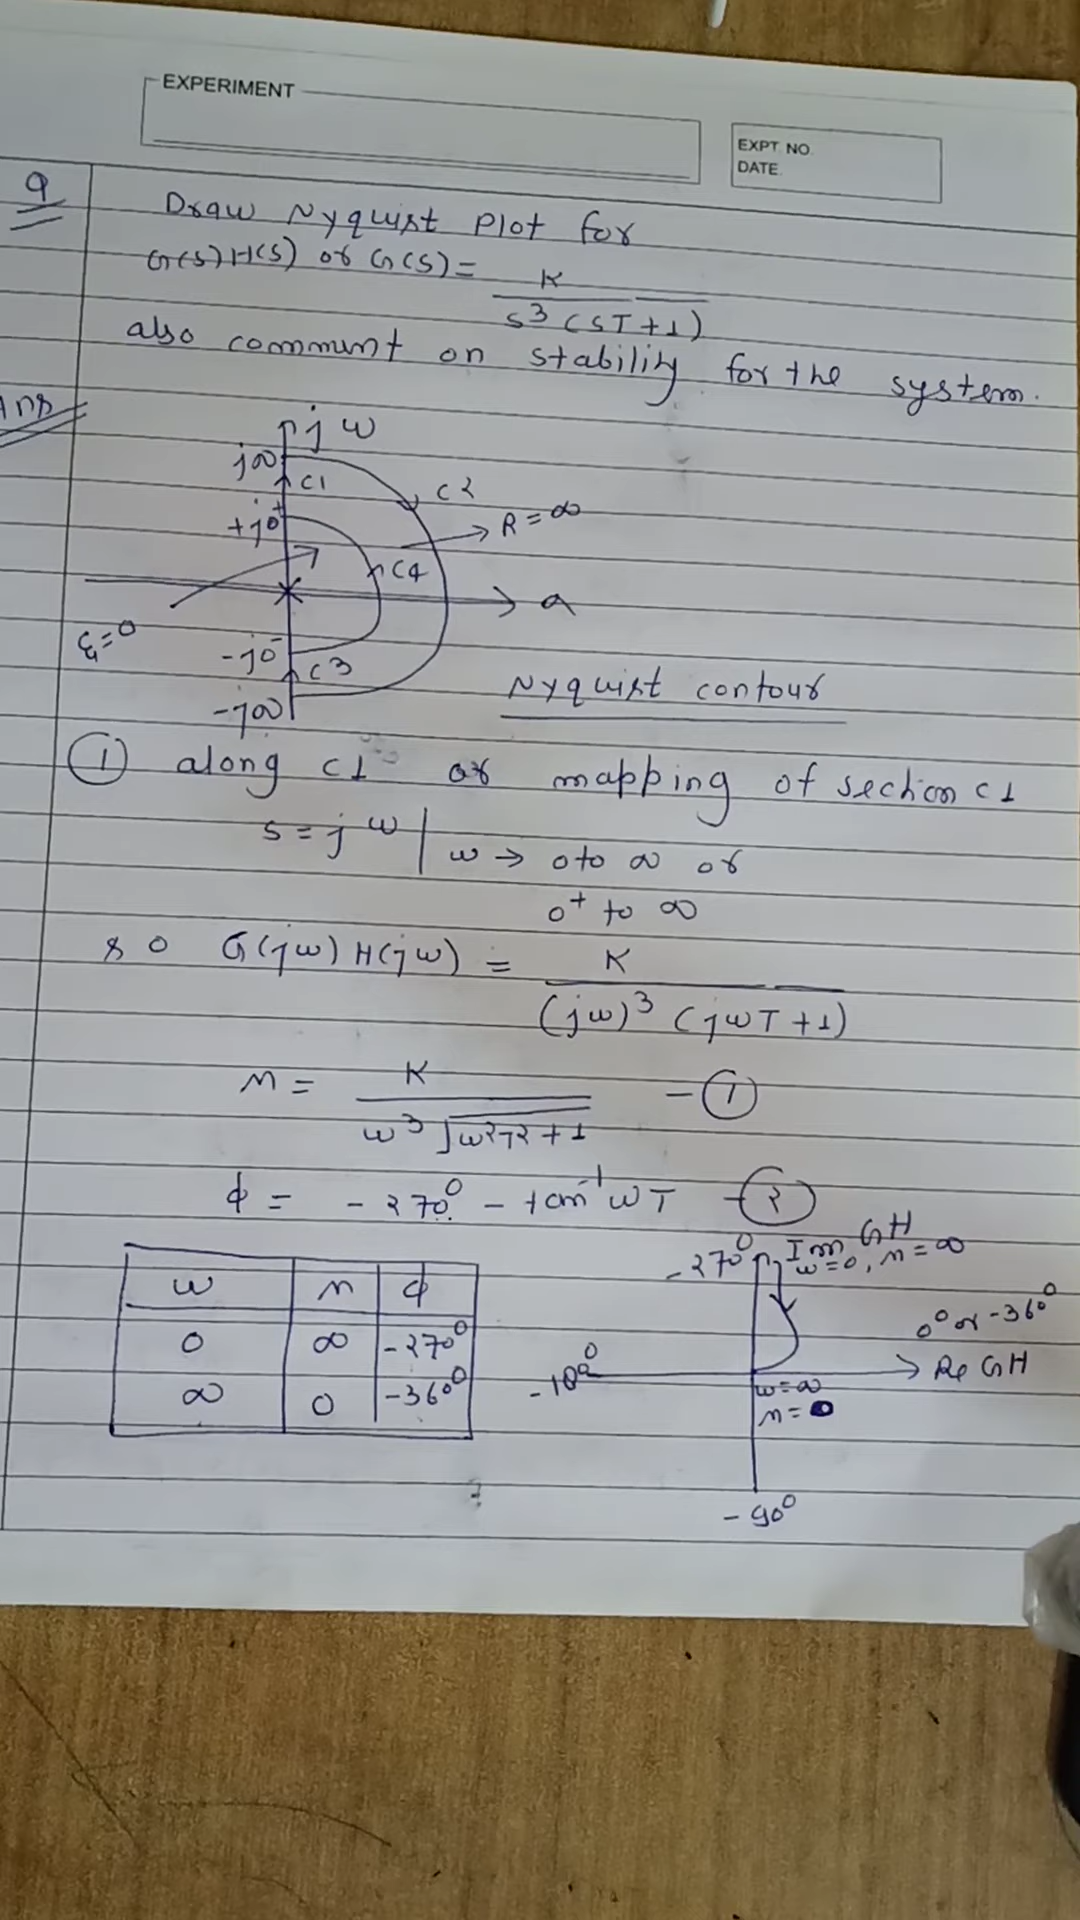 EXPERIMENT
EXPT. NO.
DATE
Q
Draw Nyquist Plot for
G(s)H(s) or G(s) = K / s³(sT+1)
also comment on stability for the system.
Ans
jω
j∞
C1
C2
+j0⁺
R = ∞
C4
σ
ε = 0
-j0⁻
C3
-j∞
Nyquist contour
① along C1 or mapping of section C1
s = jω | ω → 0 to ∞ or
0⁺ to ∞
so G(jω)H(jω) = K / (jω)³(jωT+1)
M = K / ω³√ω²T²+1 - ①
ϕ = -270° - tan⁻¹ωT - ②
ω M ϕ
0 ∞ -270°
∞ 0 -360°
-270° Im GH
ω=0, M=∞
0° or -360°
-180° Re GH
ω=∞
M=0
-90°